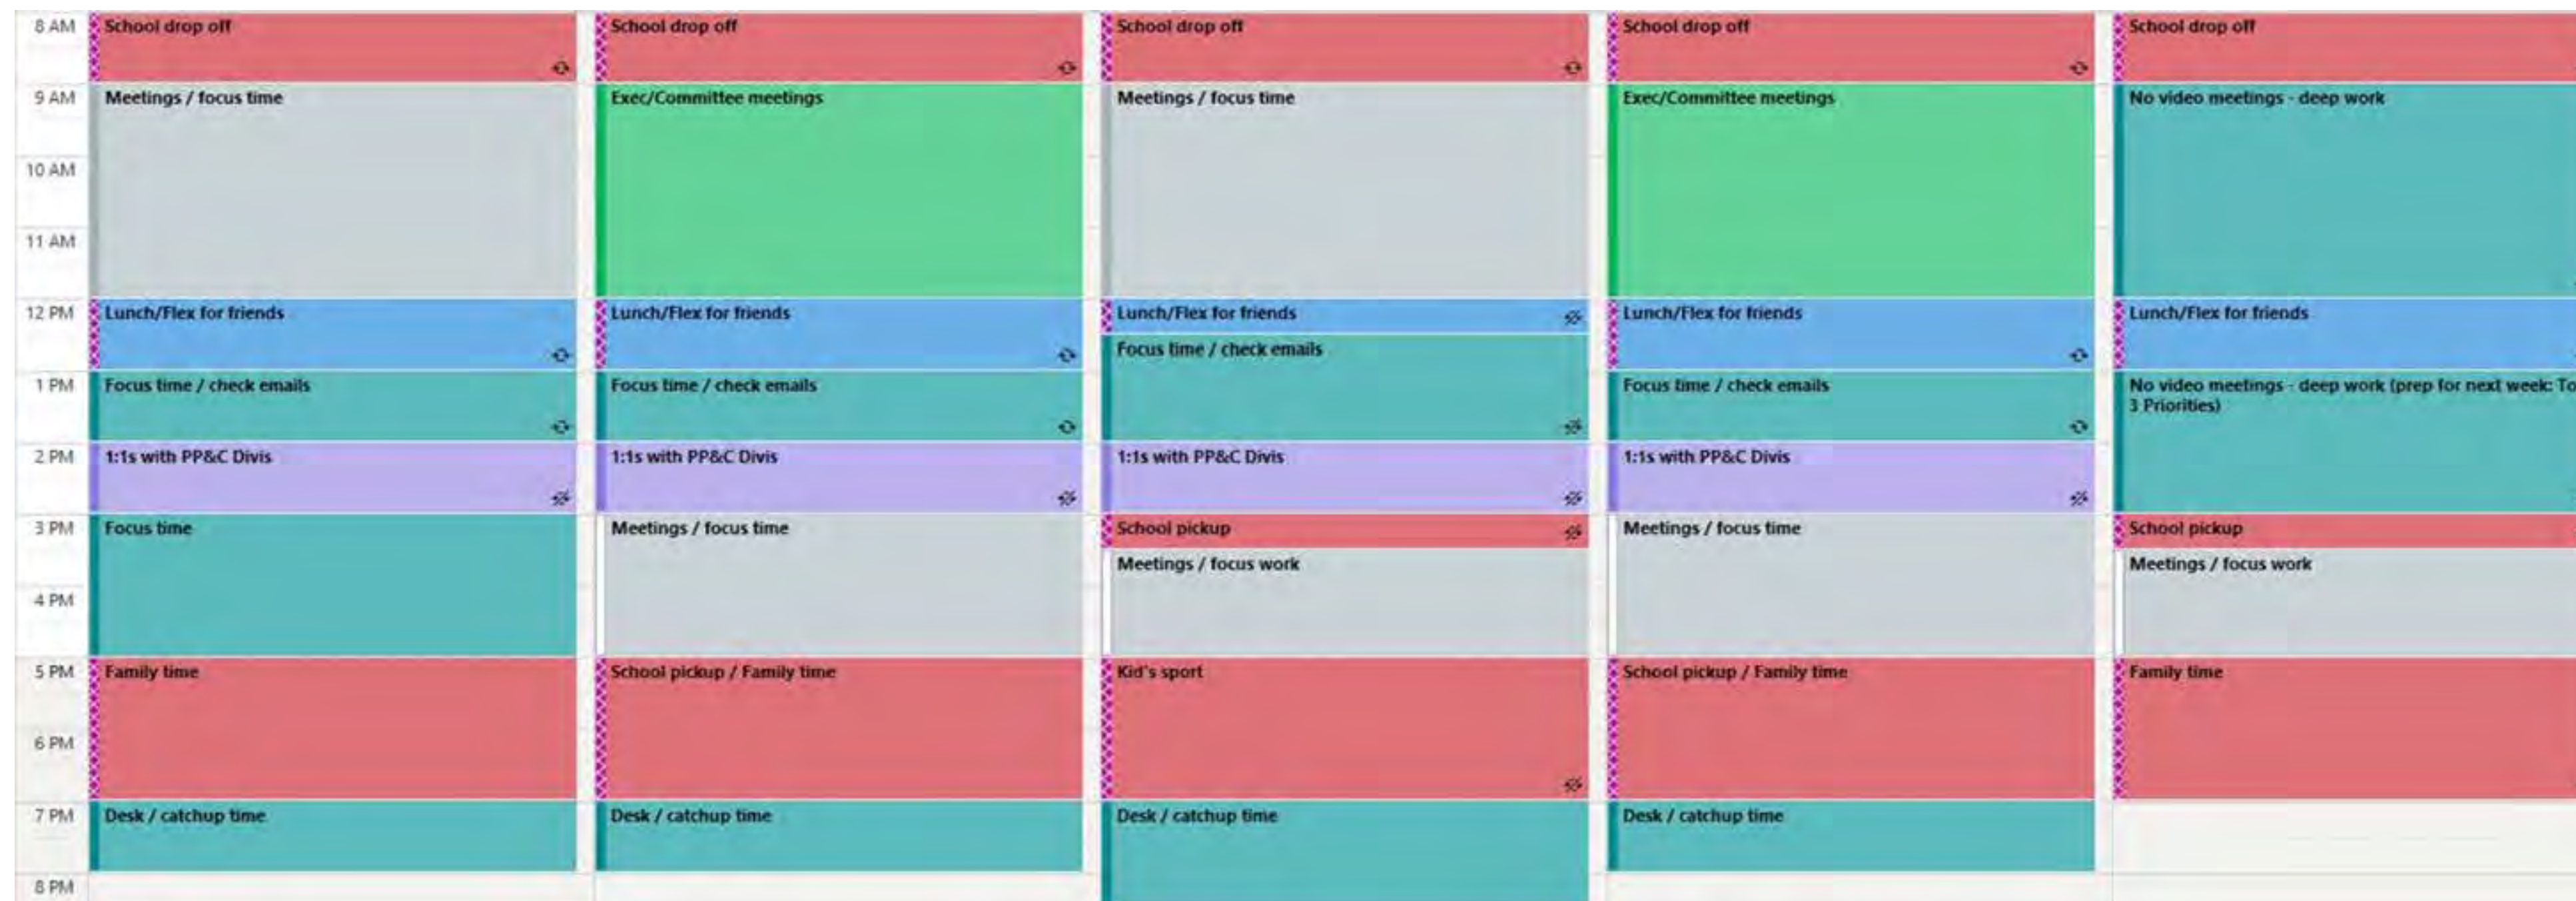 8 AM
School drop off
School drop off
School drop off
School drop off
School drop off
9 AM
Meetings / focus time
Exec/Committee meetings
Meetings / focus time
Exec/Committee meetings
No video meetings - deep work
10 AM
11 AM
12 PM
Lunch/Flex for friends
Lunch/Flex for friends
Lunch/Flex for friends
Lunch/Flex for friends
Lunch/Flex for friends
Focus time / check emails
1 PM
Focus time / check emails
Focus time / check emails
Focus time / check emails
No video meetings - deep work (prep for next week: To
3 Priorities)
2 PM
1:1s with PP&C Divis
1:1s with PP&C Divis
1:1s with PP&C Divis
1:1s with PP&C Divis
3 PM
Focus time
Meetings / focus time
School pickup
Meetings / focus time
School pickup
Meetings / focus work
Meetings / focus work
4 PM
5 PM
Family time
School pickup / Family time
Kid's sport
School pickup / Family time
Family time
6 PM
7 PM
Desk / catchup time
Desk / catchup time
Desk / catchup time
Desk / catchup time
8 PM